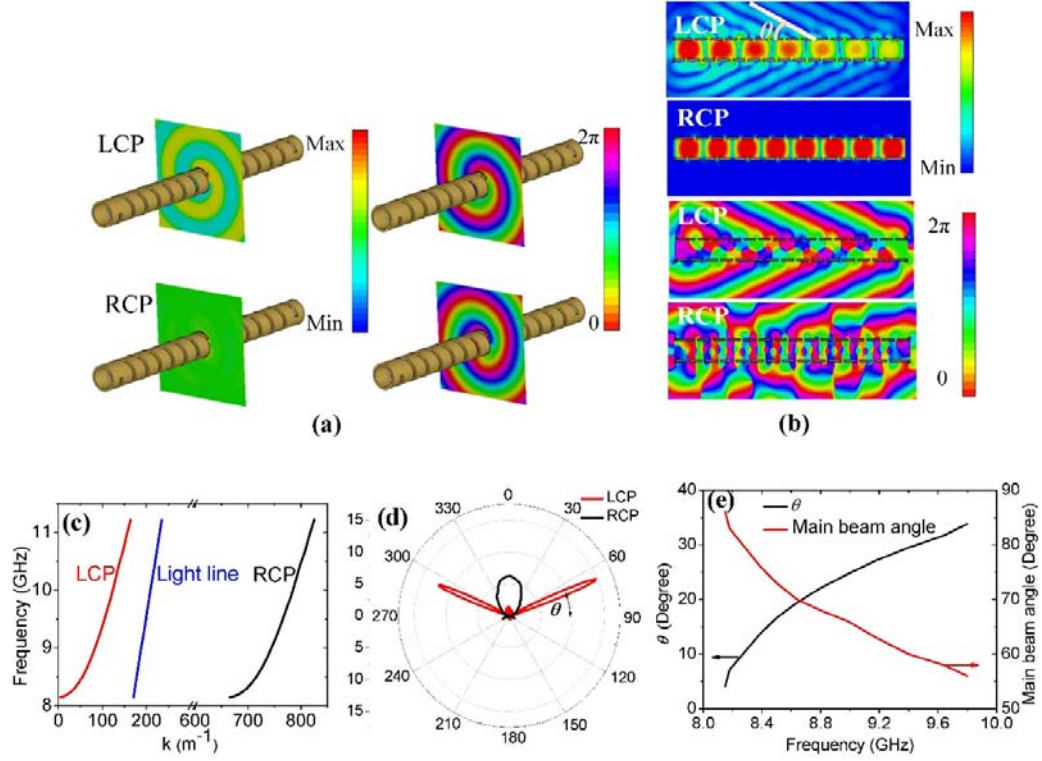 LCP
Max
2π
RCP
Min
0
(a)
LCP
θ
Max
RCP
Min
LCP
2π
RCP
0
(b)
(c)
11
10
9
8
Frequency (GHz)
LCP
Light line
RCP
0
100
200
600
800
k (m⁻¹)
(d)
LCP
RCP
0
30
60
90
120
150
180
210
240
270
300
330
15
10
5
0
5
10
15
θ
(e)
θ
Main beam angle
40
30
20
10
0
θ (Degree)
90
80
70
60
50
Main beam angle (Degree)
8.0
8.4
8.8
9.2
9.6
10.0
Frequency (GHz)